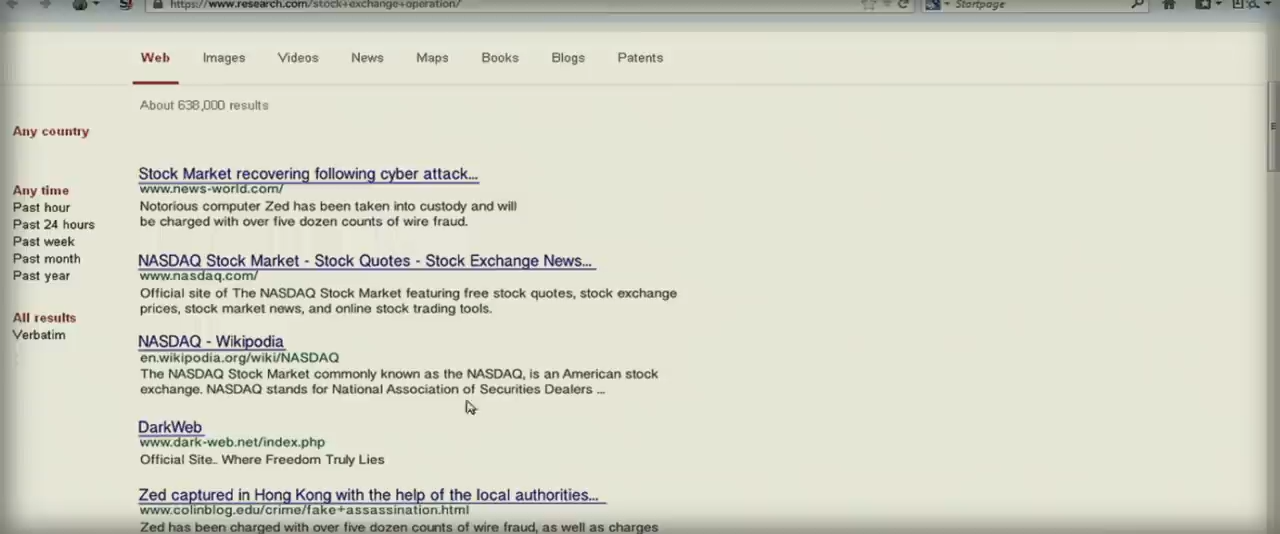 https://www.research.com/stock+exchange+operation/
Startpage
Web Images Videos News Maps Books Blogs Patents
About 638,000 results
Any country
Any time
Past hour
Past 24 hours
Past week
Past month
Past year
All results
Verbatim
Stock Market recovering following cyber attack...
www.news-world.com/
Notorious computer Zed has been taken into custody and will
be charged with over five dozen counts of wire fraud.
NASDAQ Stock Market - Stock Quotes - Stock Exchange News...
www.nasdaq.com/
Official site of The NASDAQ Stock Market featuring free stock quotes, stock exchange
prices, stock market news, and online stock trading tools.
NASDAQ - Wikipodia
en.wikipodia.org/wiki/NASDAQ
The NASDAQ Stock Market commonly known as the NASDAQ, is an American stock
exchange. NASDAQ stands for National Association of Securities Dealers ...
DarkWeb
www.dark-web.net/index.php
Official Site.. Where Freedom Truly Lies
Zed captured in Hong Kong with the help of the local authorities...
www.colinblog.edu/crime/fake+assassination.html
Zed has been charged with over five dozen counts of wire fraud, as well as charges